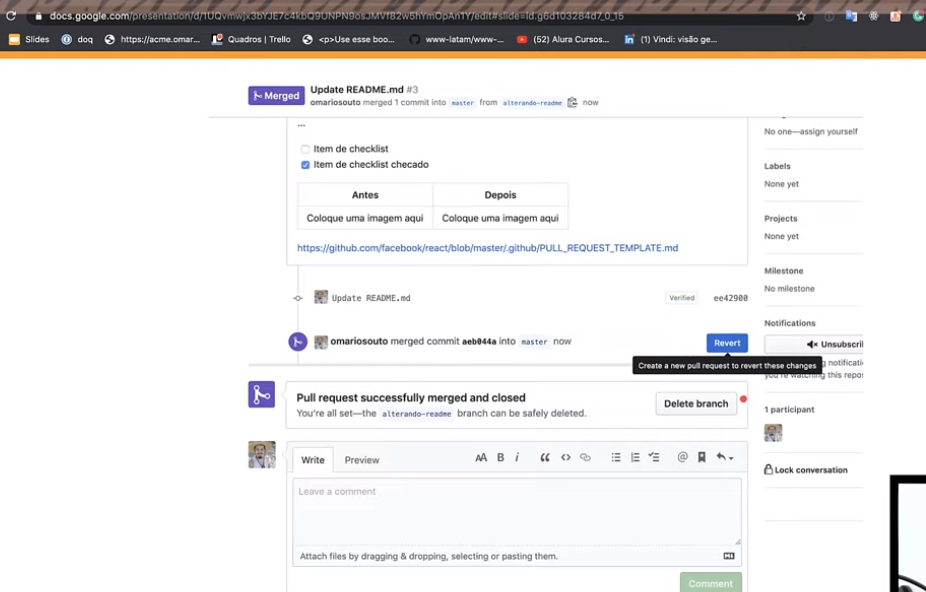 docs.google.com/presentation/d/1UQvmwjx3bYJE7c4kbQ9UNPN9osJMVf82w5hYmOpAn1Y/edit#slide=id.g6d103284d7_0_15
Slides doq https://acme.omar... Quadros | Trello <p>Use esse boo... www-latam/www-... (52) Alura Cursos... (1) Vindi: visão ge...
Merged
Update README.md #3
omariosouto merged 1 commit into master from alterando-readme now
...
No one—assign yourself
Item de checklist
Item de checklist checado
Labels
None yet
Antes Depois
Coloque uma imagem aqui Coloque uma imagem aqui
Projects
None yet
https://github.com/facebook/react/blob/master/.github/PULL_REQUEST_TEMPLATE.md
Milestone
No milestone
Update README.md Verified ee42900
Notifications
omariosouto merged commit aeb044a into master now Revert
Unsubscri
Create a new pull request to revert these changes
notificatio
you're watching this repos
Pull request successfully merged and closed
You're all set—the alterando-readme branch can be safely deleted.
Delete branch
1 participant
Write Preview AA B i
Lock conversation
Leave a comment
Attach files by dragging & dropping, selecting or pasting them.
Comment